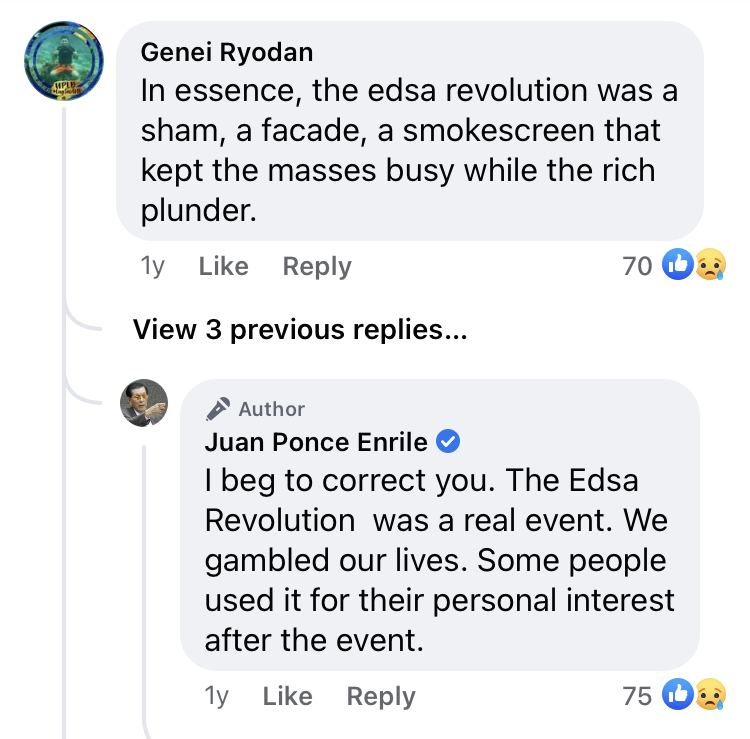 Genei Ryodan
In essence, the edsa revolution was a
sham, a facade, a smokescreen that
kept the masses busy while the rich
plunder.
1y Like Reply 70
View 3 previous replies...
Author
Juan Ponce Enrile
I beg to correct you. The Edsa
Revolution  was a real event. We
gambled our lives. Some people
used it for their personal interest
after the event.
1y Like Reply 75